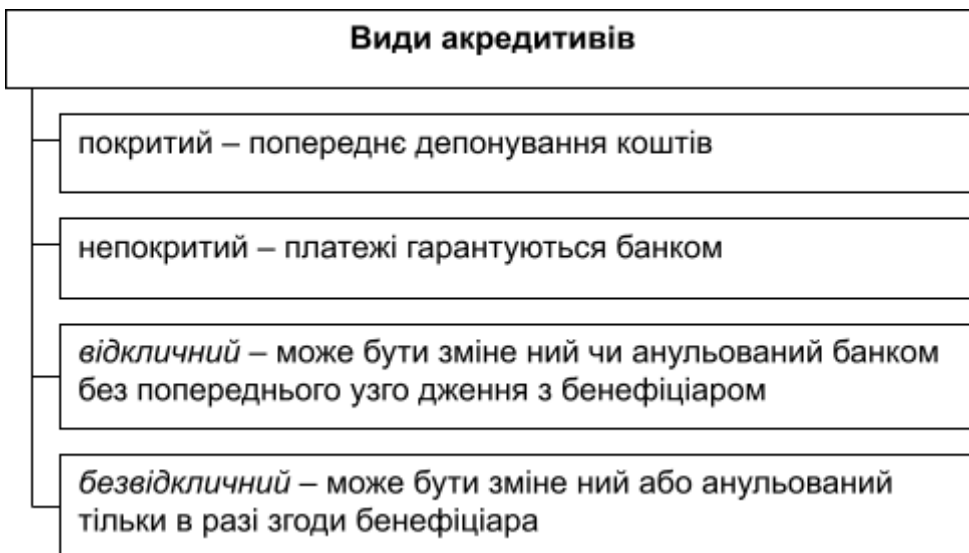 Види акредитивів
покритий – попереднє депонування коштів
непокритий – платежі гарантуються банком
відкличний – може бути зміне ний чи анульований банком
без попереднього узго дження з бенефіціаром
безвідкличний – може бути зміне ний або анульований
тільки в разі згоди бенефіціара